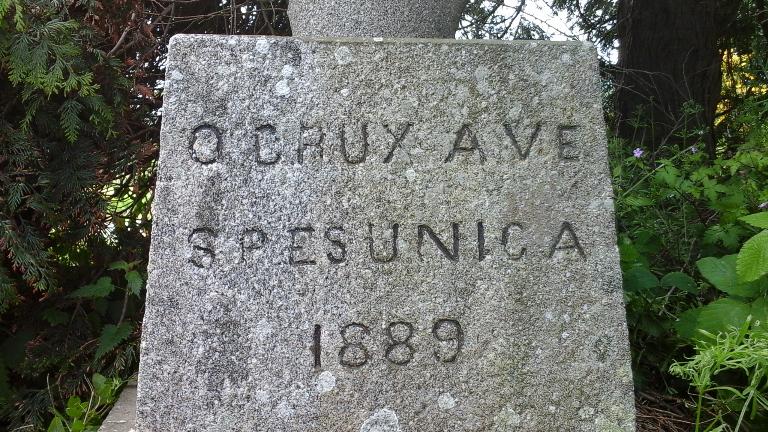 O CRUX AVE
SPES UNICA
1889